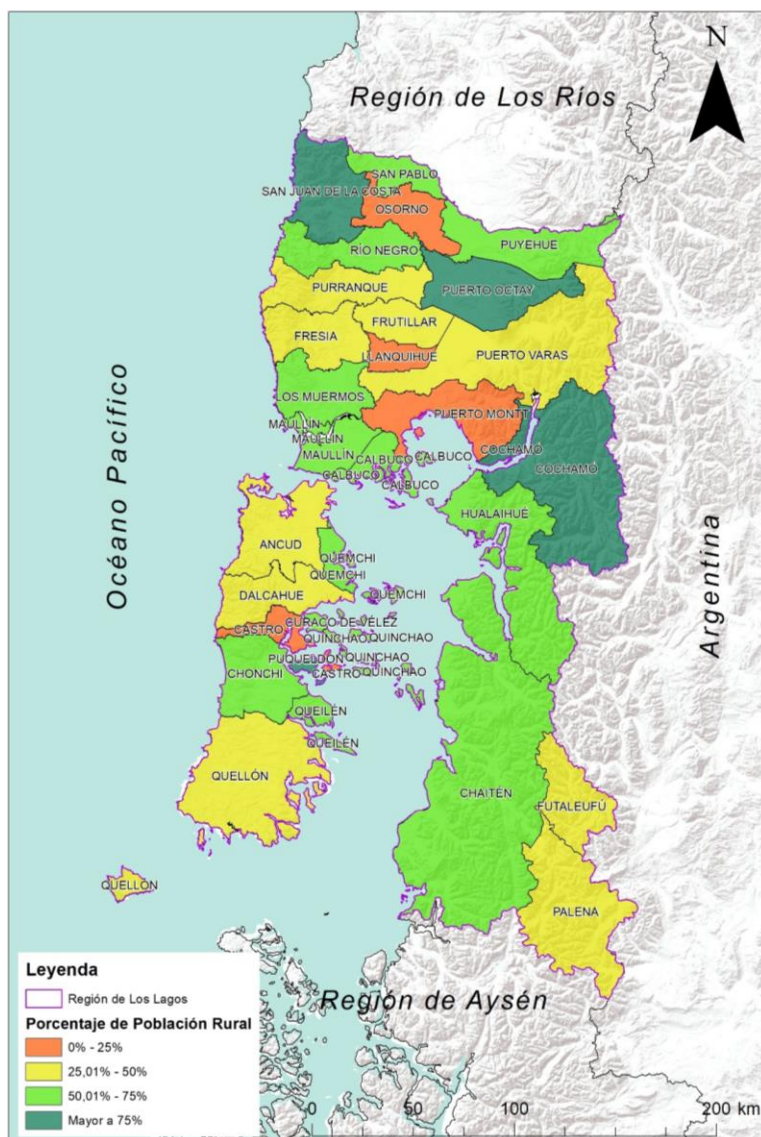 N
Región de Los Ríos
SAN PABLO
SAN JUAN DE LA COSTA
OSORNO
PUYEHUE
RÍO NEGRO
PURRANQUE
PUERTO OCTAY
FRUTILLAR
FRESIA
LLANQUIHUE
PUERTO VARAS
LOS MUERMOS
PUERTO MONTT
MAULLÍN
MAULLÍN
COCHAMÓ
MAULLÍN
CALBUCO
CALBUCO
COCHAMÓ
CALBUCO
CALBUCO
HUALAIHUÉ
Océano Pacífico
Argentina
ANCUD
QUEMCHI
QUEMCHI
DALCAHUE
QUEMCHI
CURACO DE VÉLEZ
CASTRO
QUINCHAO
QUINCHAO
PUQUELDÓN
QUINCHAO
CHONCHI
CASTRO
QUINCHAO
QUEILÉN
QUEILÉN
QUELLÓN
CHAITÉN
FUTALEUFÚ
QUELLÓN
PALENA
Región de Aysén
Leyenda
Región de Los Lagos
Porcentaje de Población Rural
0% - 25%
25,01% - 50%
50,01% - 75%
Mayor a 75%
0 50 100 200 km